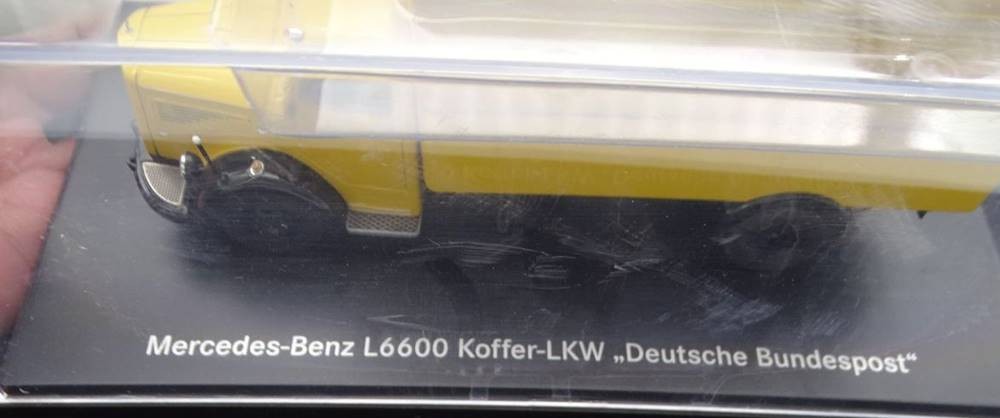 Mercedes-Benz L6600 Koffer-LKW „Deutsche Bundespost“